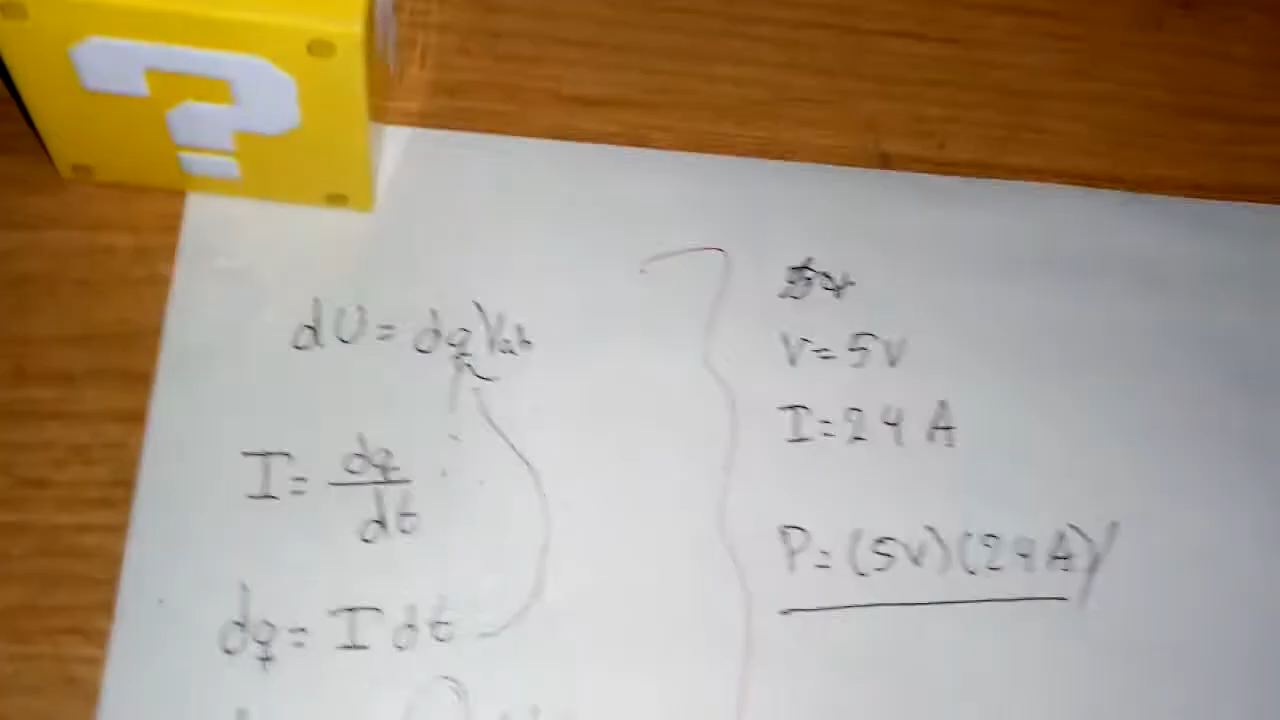 ?
dU = dq Vab
I = dq/dt
dq = I dt
V = 5V
I = 24 A
P = (5V)(24A)